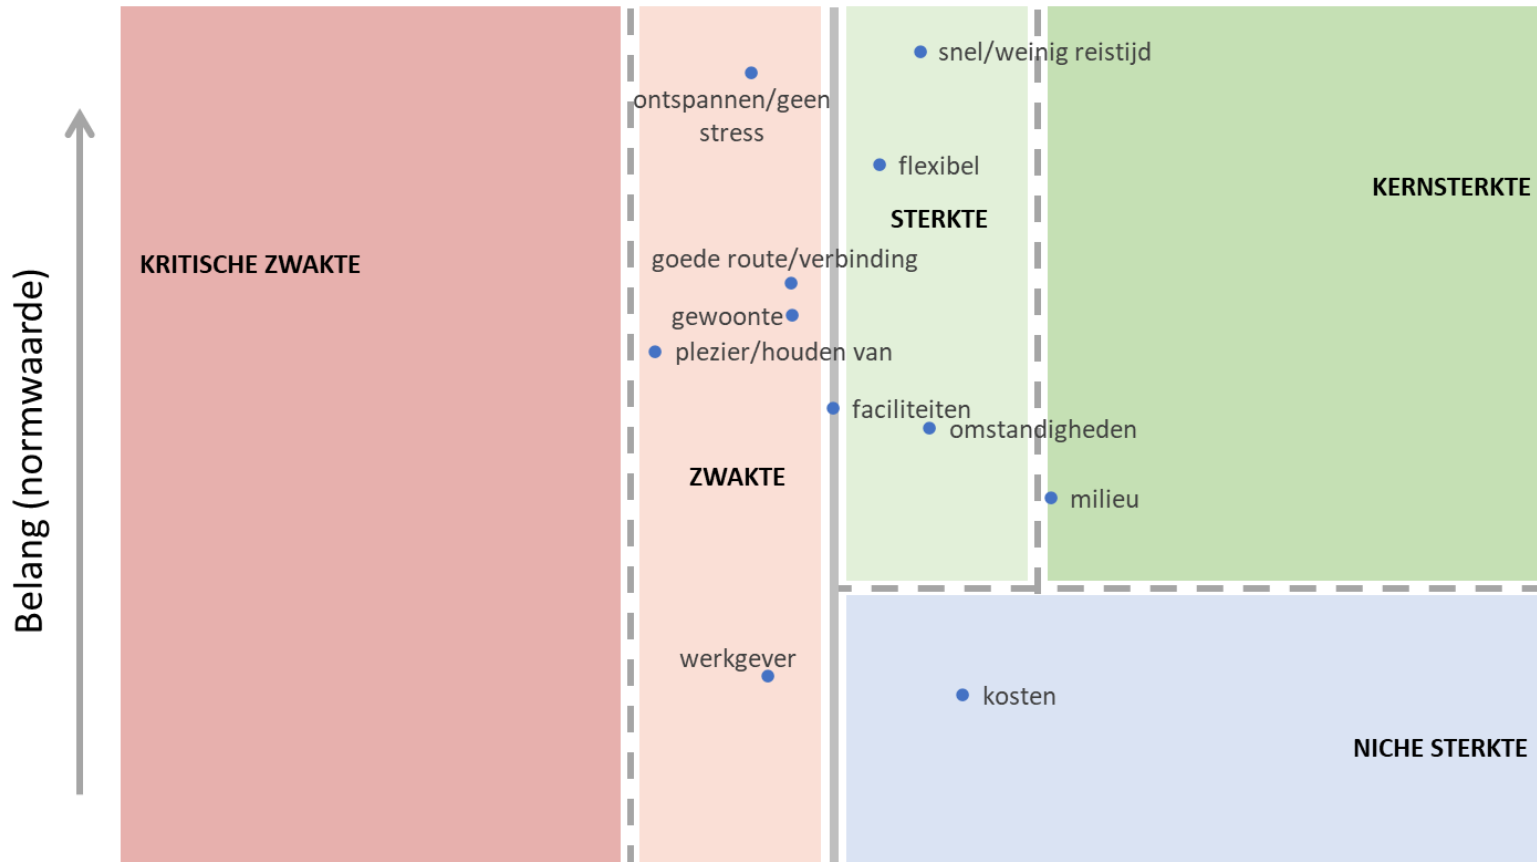 snel/weinig reistijd
ontspannen/geen
stress
flexibel
KERNSTERKTE
STERKTE
KRITISCHE ZWAKTE
goede route/verbinding
gewoonte
plezier/houden van
faciliteiten
omstandigheden
ZWAKTE
milieu
Belang (normwaarde)
werkgever
kosten
NICHE STERKTE